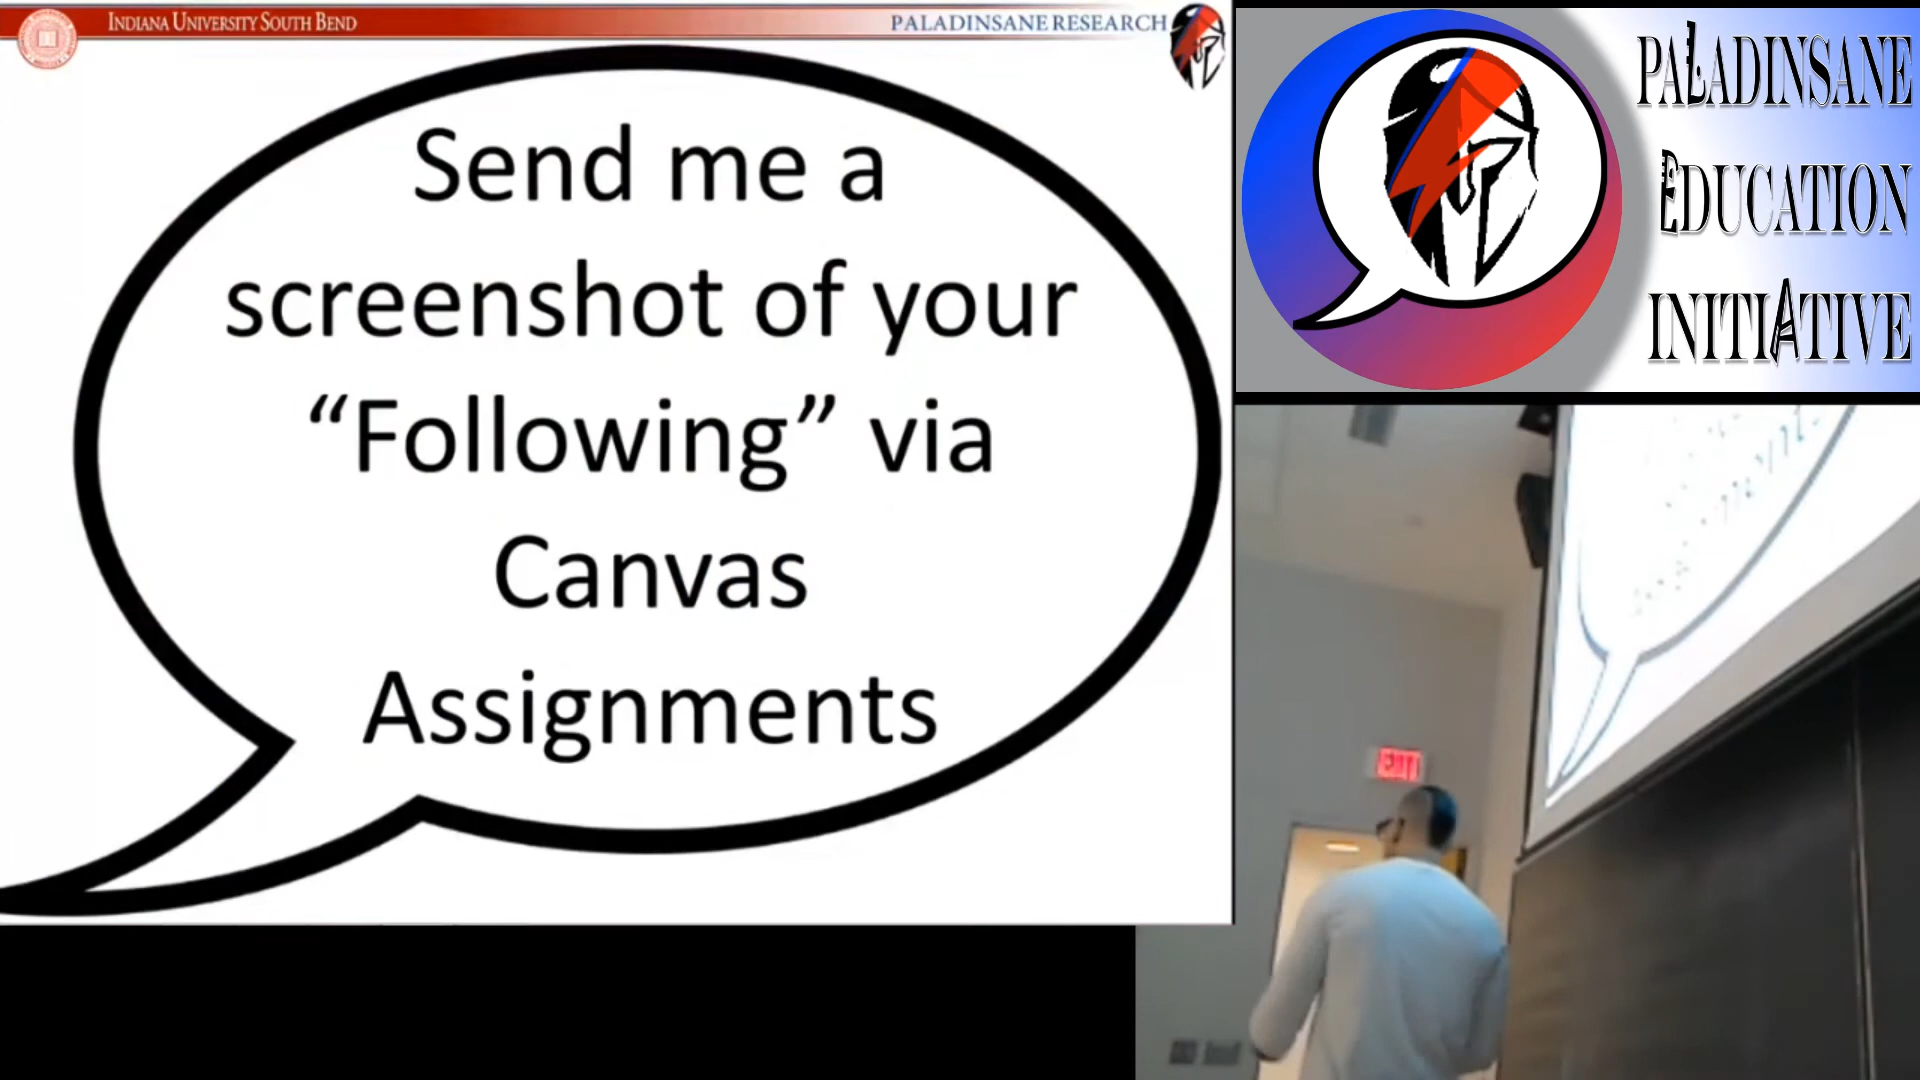 INDIANA UNIVERSITY SOUTH BEND
PALADINSANE RESEARCH
Send me a
screenshot of your
“Following” via
Canvas
Assignments
PALADINSANE
EDUCATION
INITIATIVE
EXIT